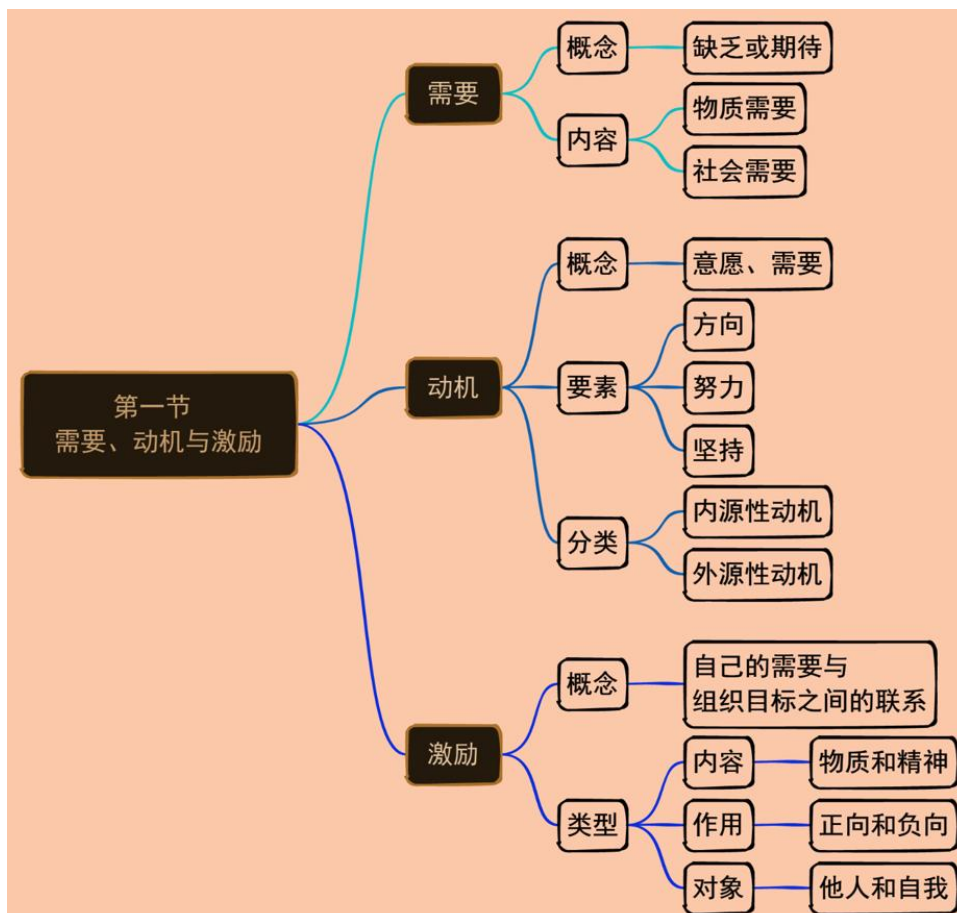 第一节
需要、动机与激励
需要
概念
缺乏或期待
内容
物质需要
社会需要
动机
概念
意愿、需要
要素
方向
努力
坚持
分类
内源性动机
外源性动机
激励
概念
自己的需要与
组织目标之间的联系
类型
内容
物质和精神
作用
正向和负向
对象
他人和自我